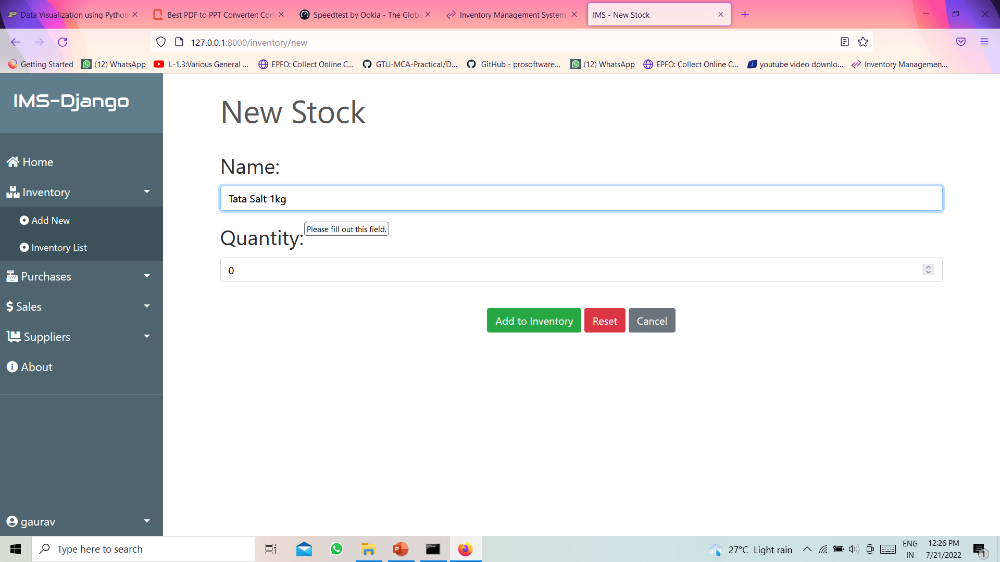 Data Visualization using Python
Best PDF to PPT Converter: Con
Speedtest by Ookla - The Globa
Inventory Management System
IMS - New Stock
127.0.0.1:8000/inventory/new
Getting Started
(12) WhatsApp
L-1.3:Various General ...
EPFO: Collect Online C...
GTU-MCA-Practical/D...
GitHub - prosoftware...
(12) WhatsApp
EPFO: Collect Online C...
youtube video downlo...
Inventory Managemen...
IMS-Django
Home
Inventory
Add New
Inventory List
Purchases
Sales
Suppliers
About
gaurav
New Stock
Name:
Tata Salt 1kg
Please fill out this field.
Quantity:
0
Add to Inventory
Reset
Cancel
Type here to search
27°C Light rain
ENG
IN
12:26 PM
7/21/2022
1